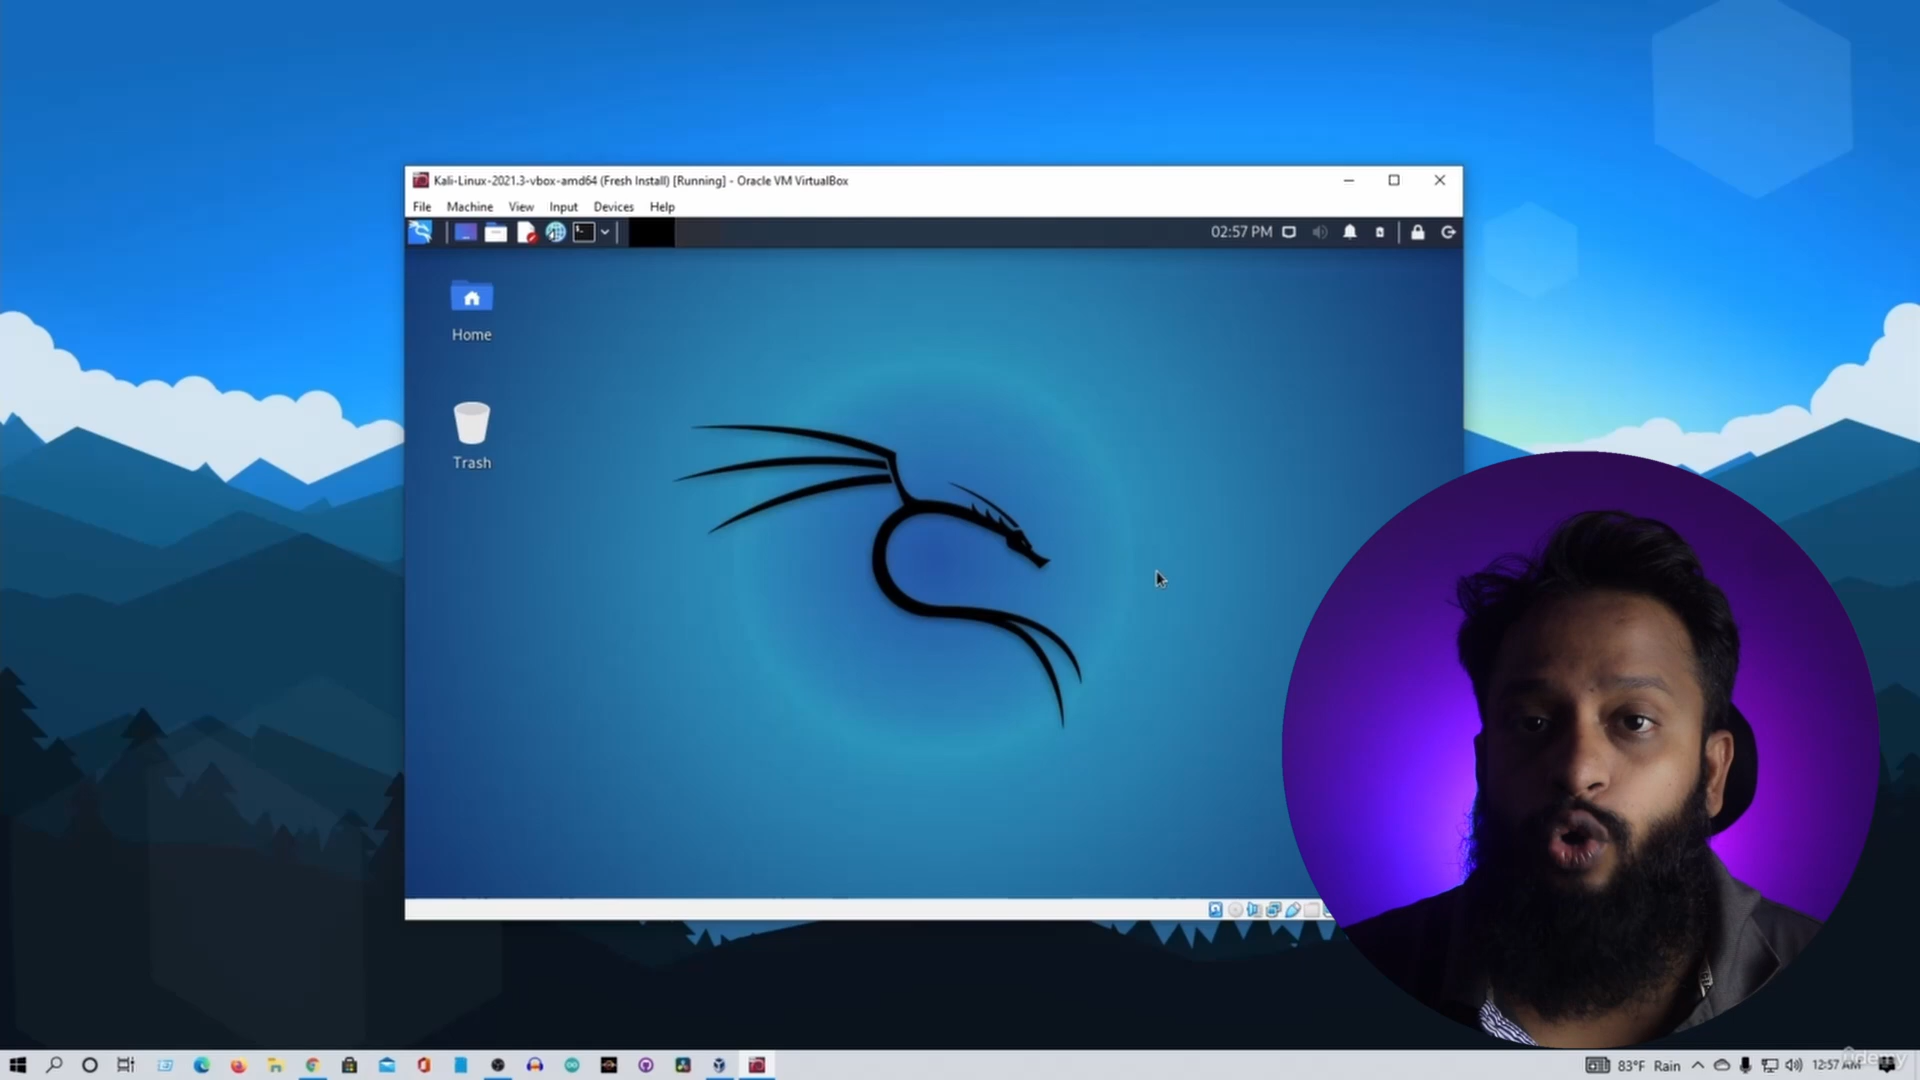 Kali-Linux-2021.3-vbox-amd64 (Fresh Install) [Running] - Oracle VM VirtualBox
File Machine View Input Devices Help
02:57 PM
Home
Trash
83°F Rain
12:57 AM
ûdemy